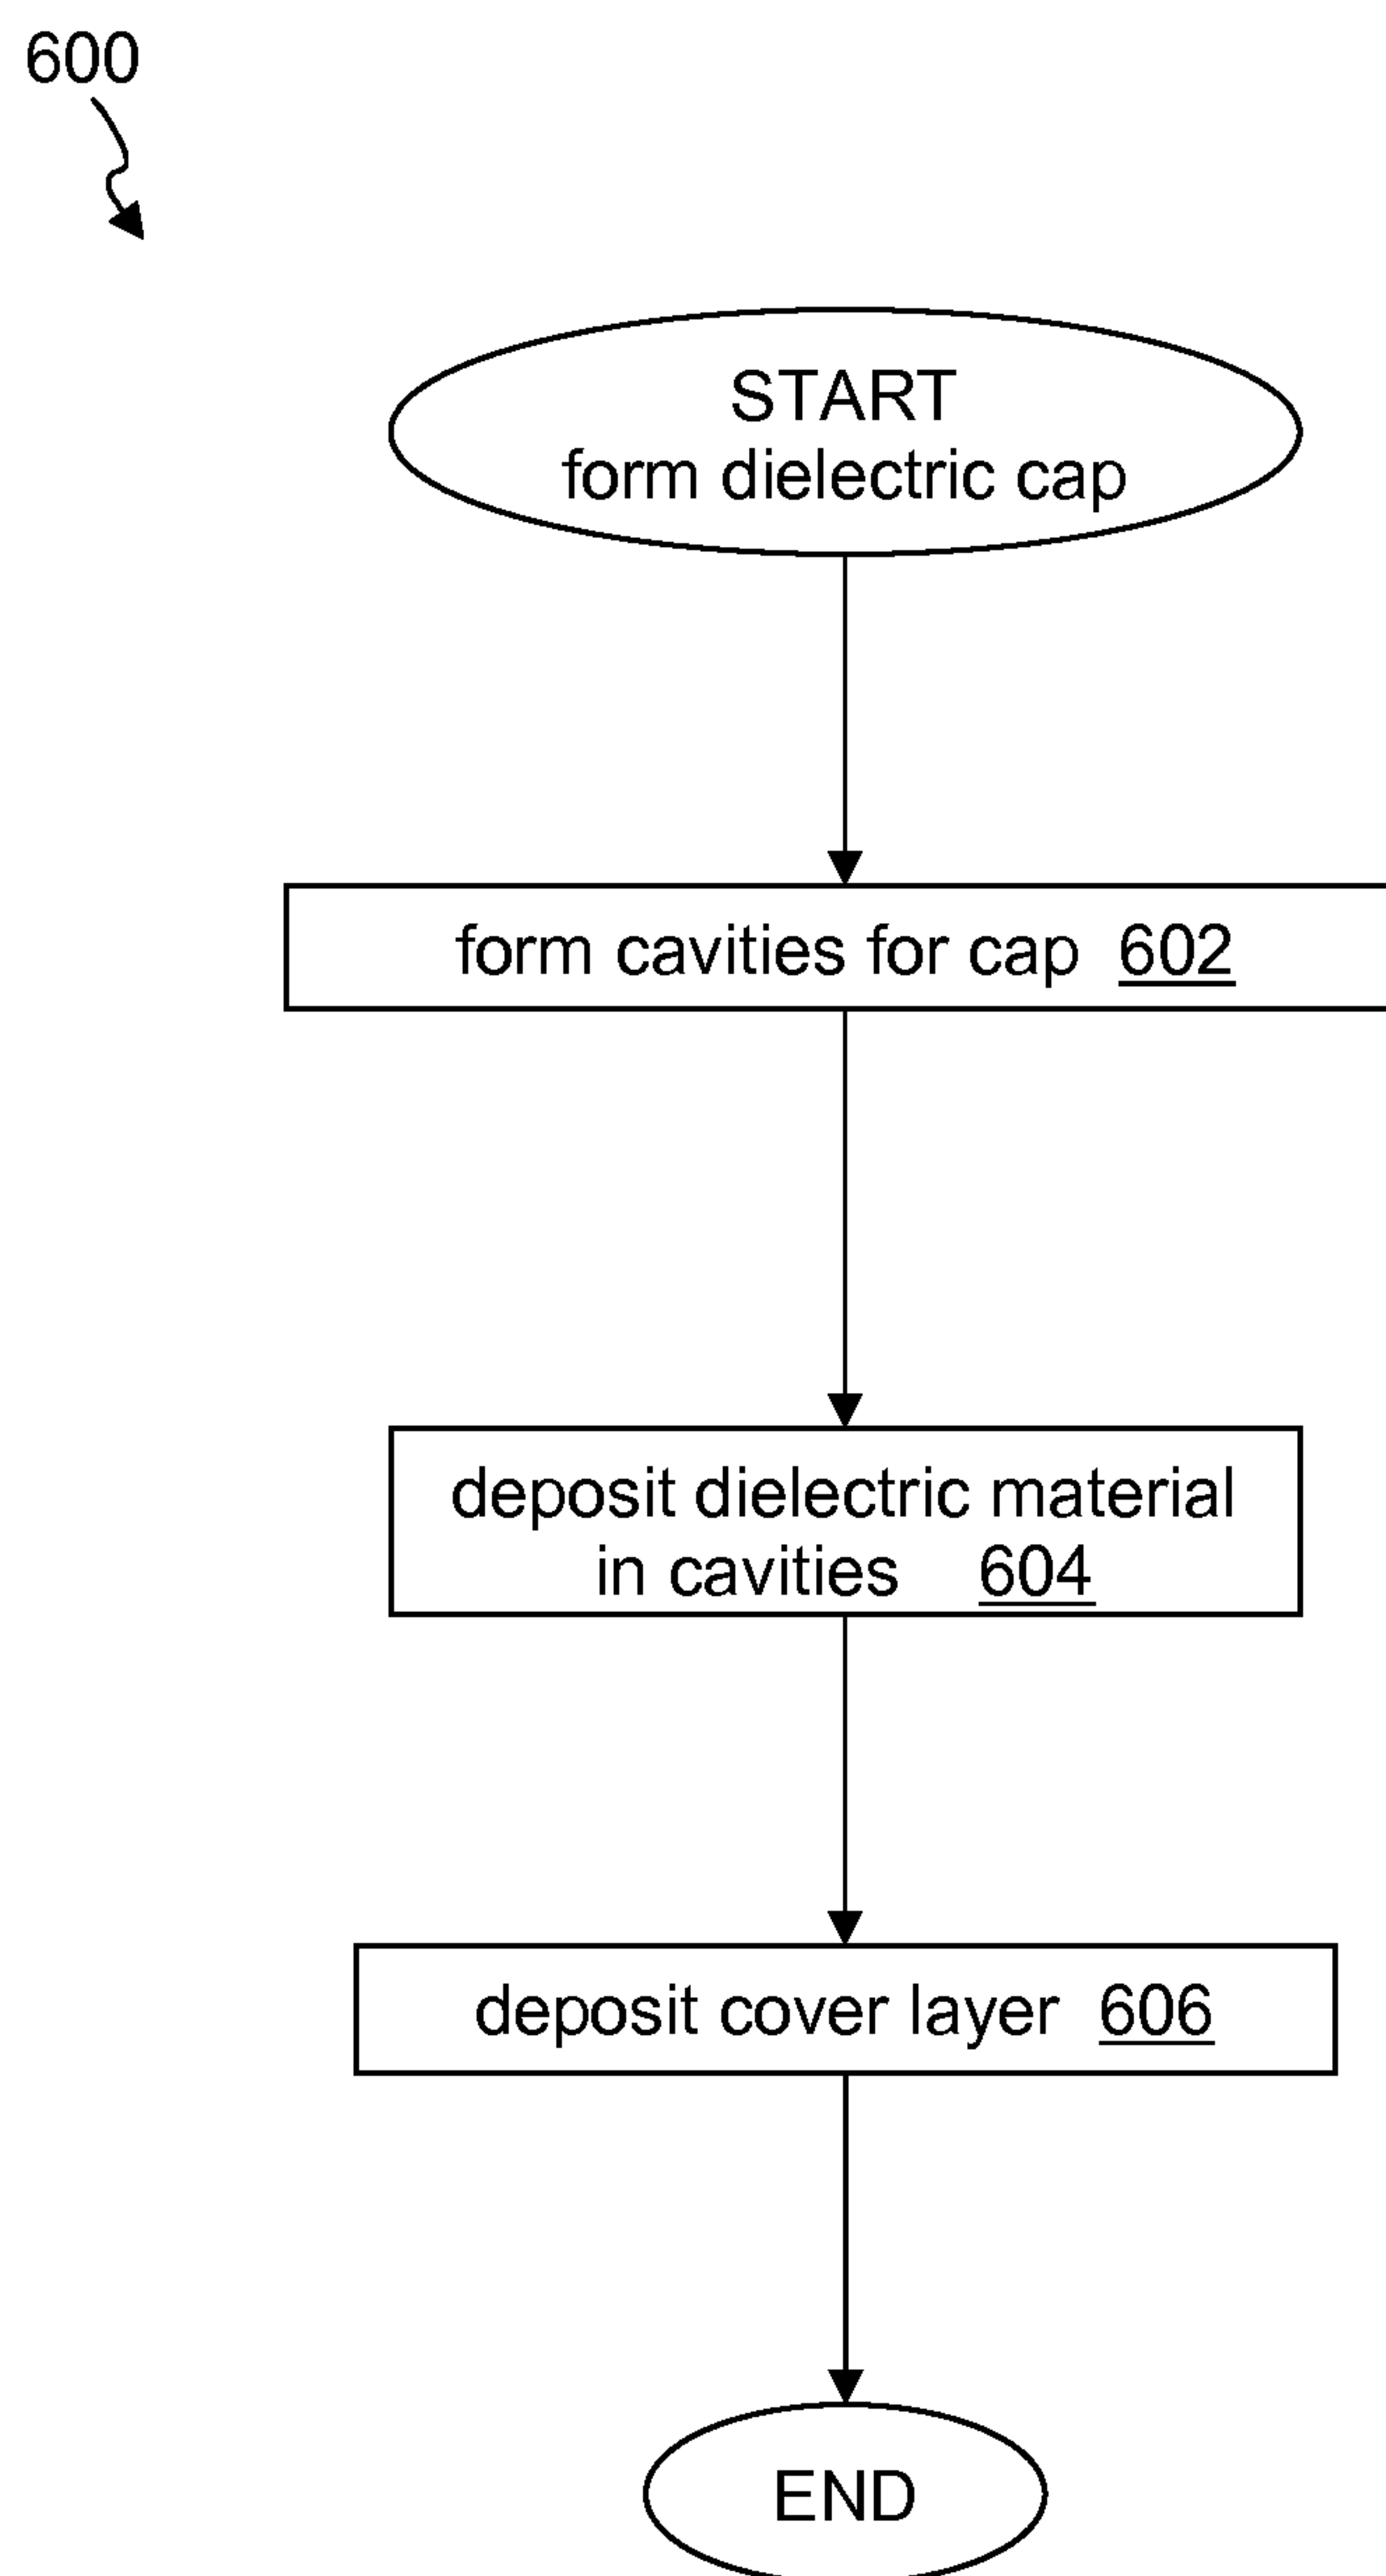 600
START
form dielectric cap
form cavities for cap 602
deposit dielectric material
in cavities 604
deposit cover layer 606
END